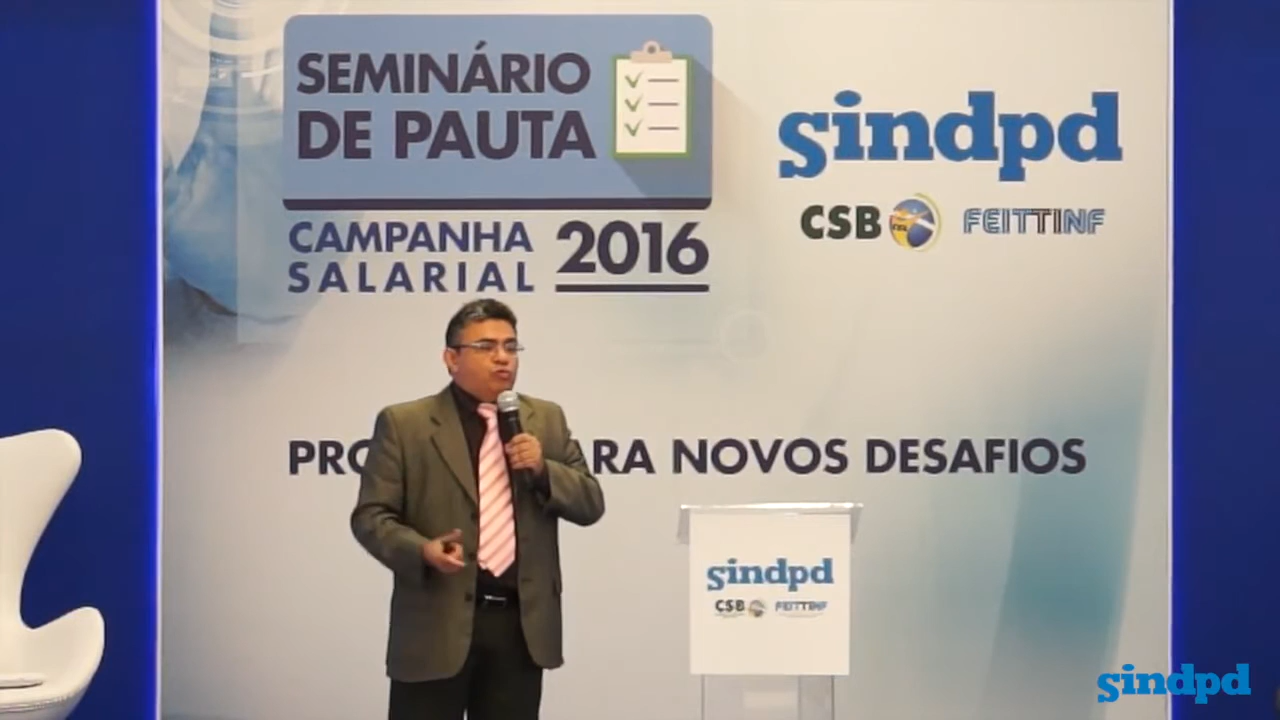 SEMINÁRIO
DE PAUTA
CAMPANHA
SALARIAL
2016
sindpd
CSB
FEITTINF
NOVOS DESAFIOS
sindpd
CSB FEITTINF
sindpd